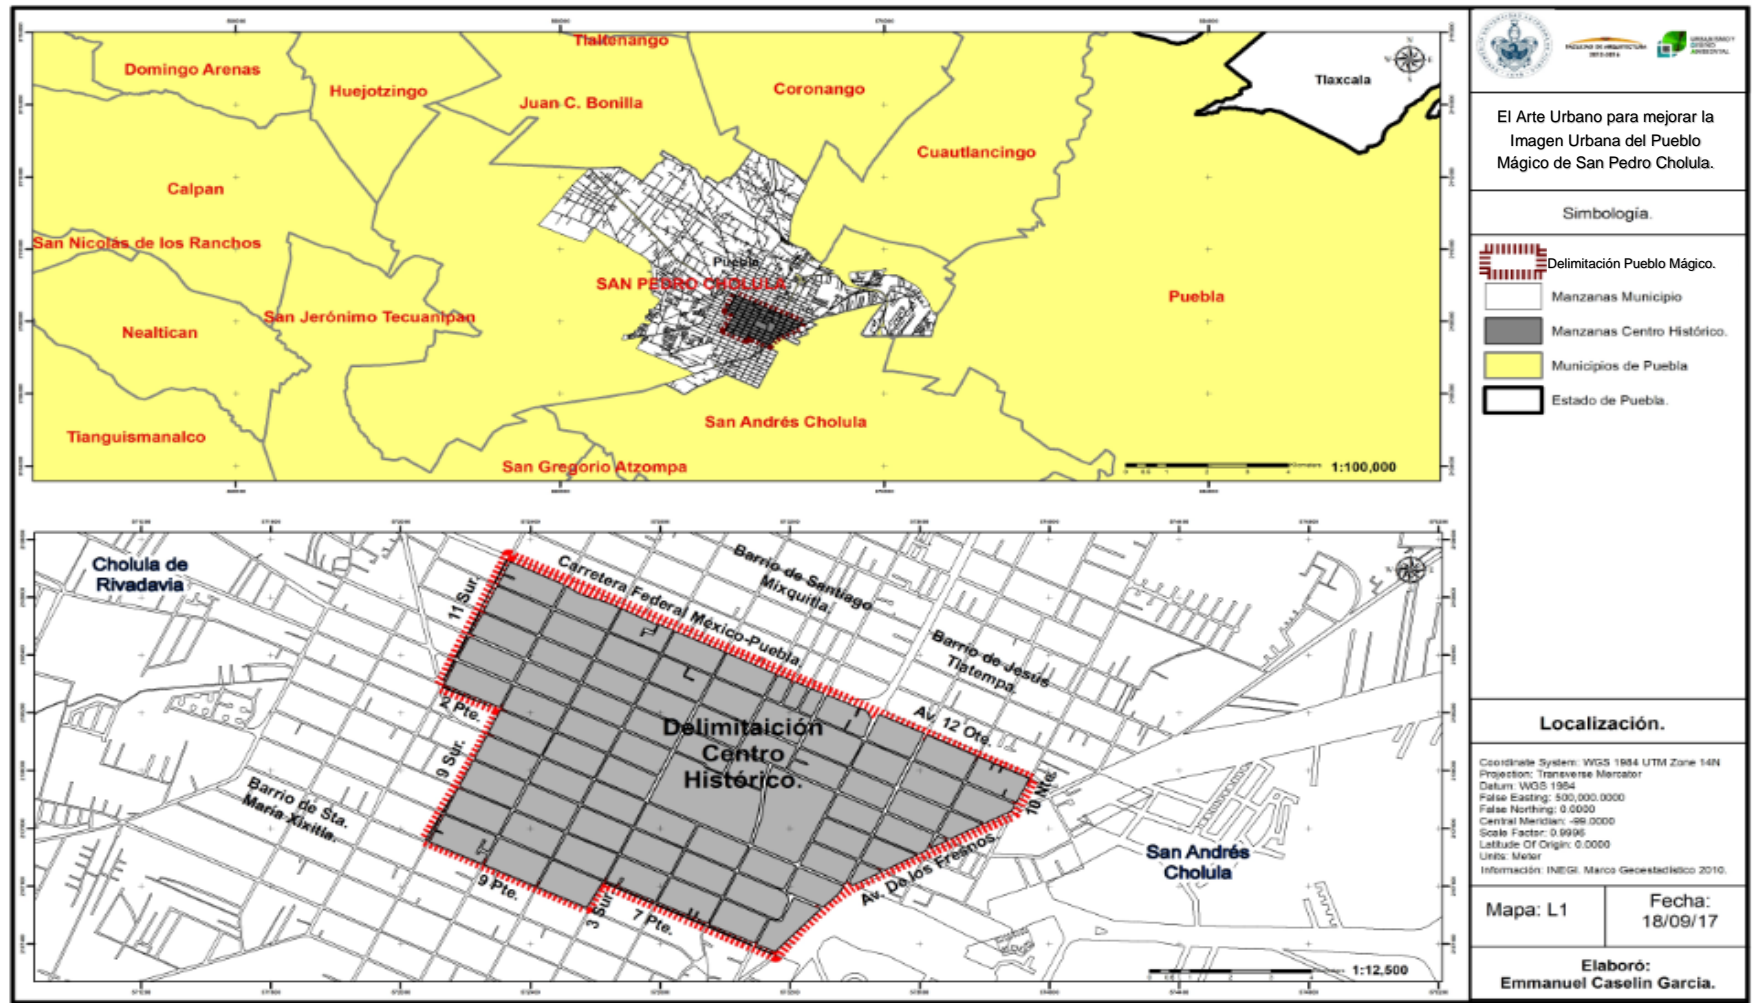 Tlaltenango
Domingo Arenas
Huejotzingo
Juan C. Bonilla
Coronango
Tlaxcala
Cuautlancingo
Calpan
San Nicolás de los Ranchos
Puebla
SAN PEDRO CHOLULA
Puebla
San Jerónimo Tecuanipan
Nealtican
San Andrés Cholula
Tianguismanalco
San Gregorio Atzompa
1:100,000
Cholula de
Rivadavia
11 Sur.
Carretera Federal México-Puebla.
Barrio de Santiago
Mixquitla.
Barrio de Jesús
Tlatempa.
2 Pte.
Av. 12 Ote.
9 Sur.
Delimitaición
Centro
Histórico.
10 Nte.
Barrio de Sta.
María Xixitla.
San Andrés
Cholula
Av. De los Fresnos.
9 Pte.
3 Sur.
7 Pte.
1:12,500
FACULTAD DE ARQUITECTURA
URBANISMO Y
DISEÑO
AMBIENTAL
El Arte Urbano para mejorar la
Imagen Urbana del Pueblo
Mágico de San Pedro Cholula.
Simbología.
Delimitación Pueblo Mágico.
Manzanas Municipio
Manzanas Centro Histórico.
Municipios de Puebla
Estado de Puebla.
Localización.
Coordinate System: WGS 1984 UTM Zone 14N
Projection: Transverse Mercator
Datum: WGS 1984
False Easting: 500,000.0000
False Northing: 0.0000
Central Meridian: -99.0000
Scale Factor: 0.9996
Latitude Of Origin: 0.0000
Units: Meter
Información: INEGI. Marco Geoestadístico 2010.
Mapa: L1
Fecha:
18/09/17
Elaboró:
Emmanuel Caselin Garcia.